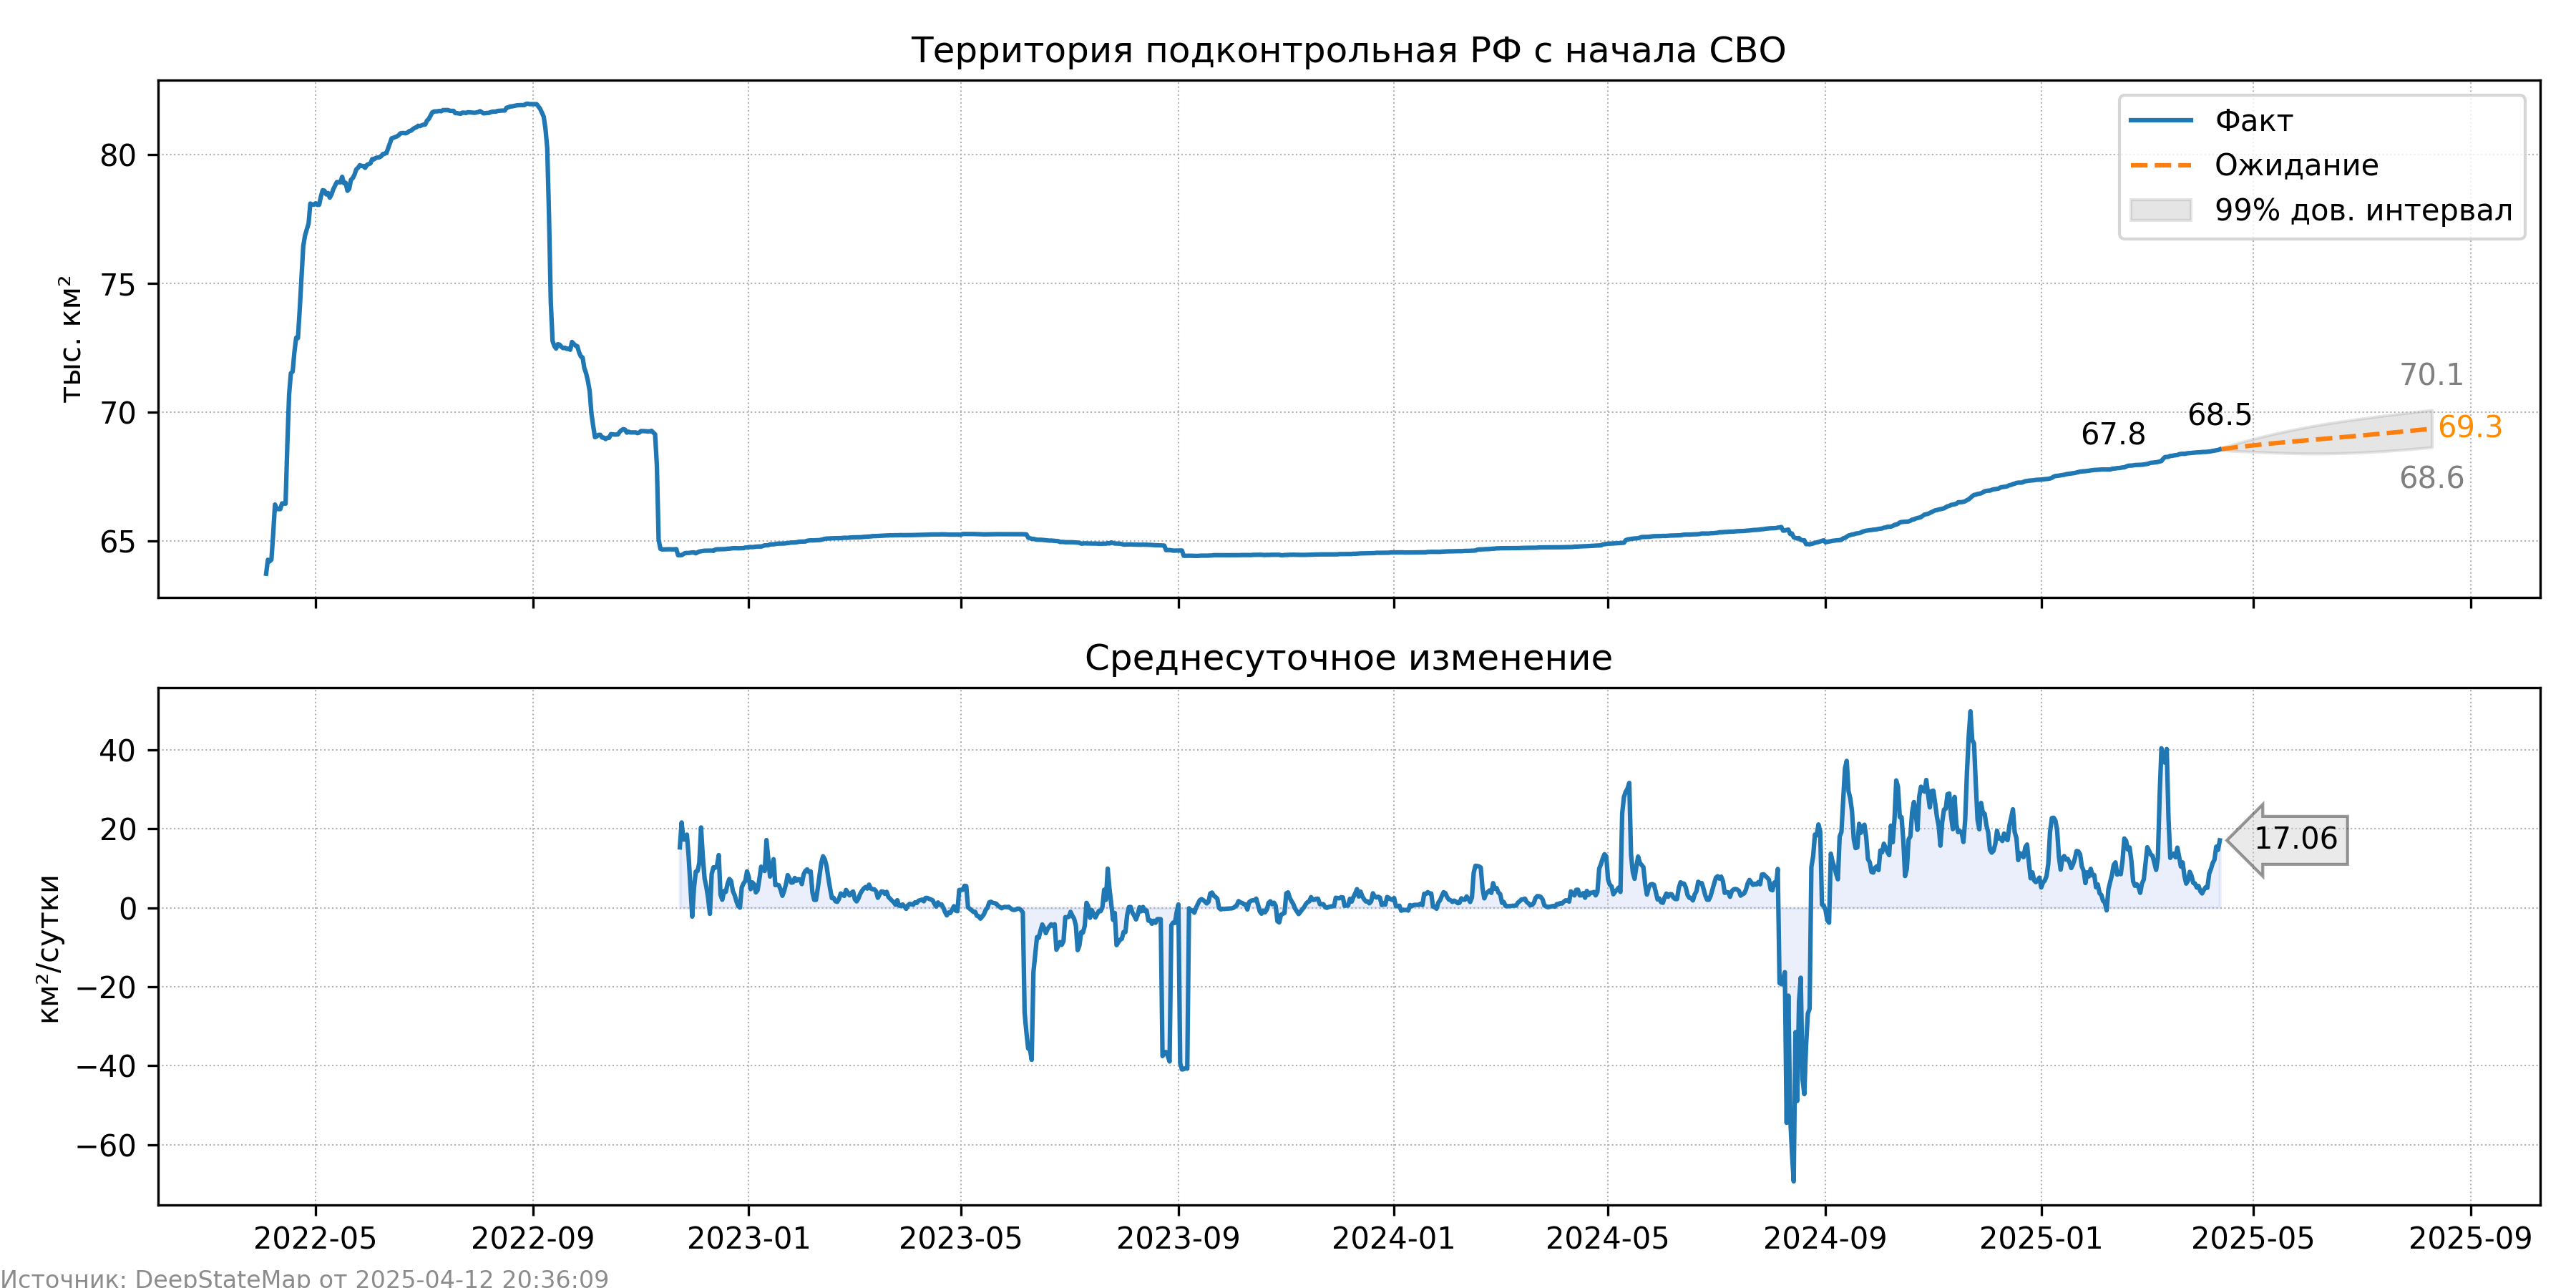 Территория подконтрольная РФ с начала СВО
тыс. км²
80
75
70
65
Факт
Ожидание
99% дов. интервал
67.8
68.5
70.1
69.3
68.6
Среднесуточное изменение
км²/сутки
40
20
0
−20
−40
−60
17.06
2022-05 2022-09 2023-01 2023-05 2023-09 2024-01 2024-05 2024-09 2025-01 2025-05 2025-09
Источник: DeepStateMap от 2025-04-12 20:36:09